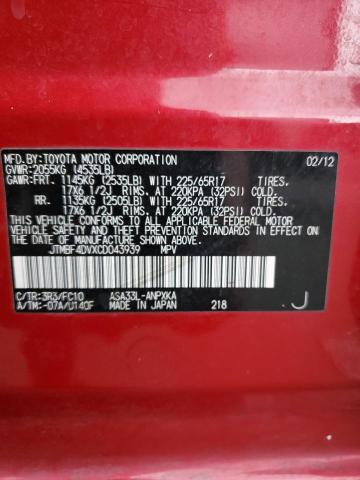 MFD.BY:TOYOTA MOTOR CORPORATION 02/12
GVWR:2055KG (4535LB)
GAWR:FRT. 1145KG (2535LB) WITH 225/65R17 TIRES,
17X6 1/2J RIMS, AT 220KPA (32PSI) COLD.
RR. 1135KG (2505LB) WITH 225/65R17 TIRES,
17X6 1/2J RIMS, AT 220KPA (32PSI) COLD.
THIS VEHICLE CONFORMS TO ALL APPLICABLE FEDERAL MOTOR
VEHICLE SAFETY AND THEFT PREVENTION STANDARDS IN
EFFECT ON THE DATE OF MANUFACTURE SHOWN ABOVE.
JTMBF4DVXCD043939 MPV
C/TR:3R3/FC10 ASA33L-ANPXKA
A/TM:-07A/U140F MADE IN JAPAN 218 J